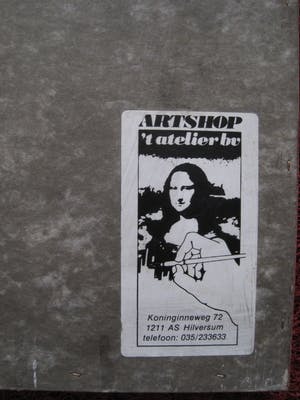 ARTSHOP
't atelier bv
Koninginneweg 72
1211 AS Hilversum
telefoon: 035/233633